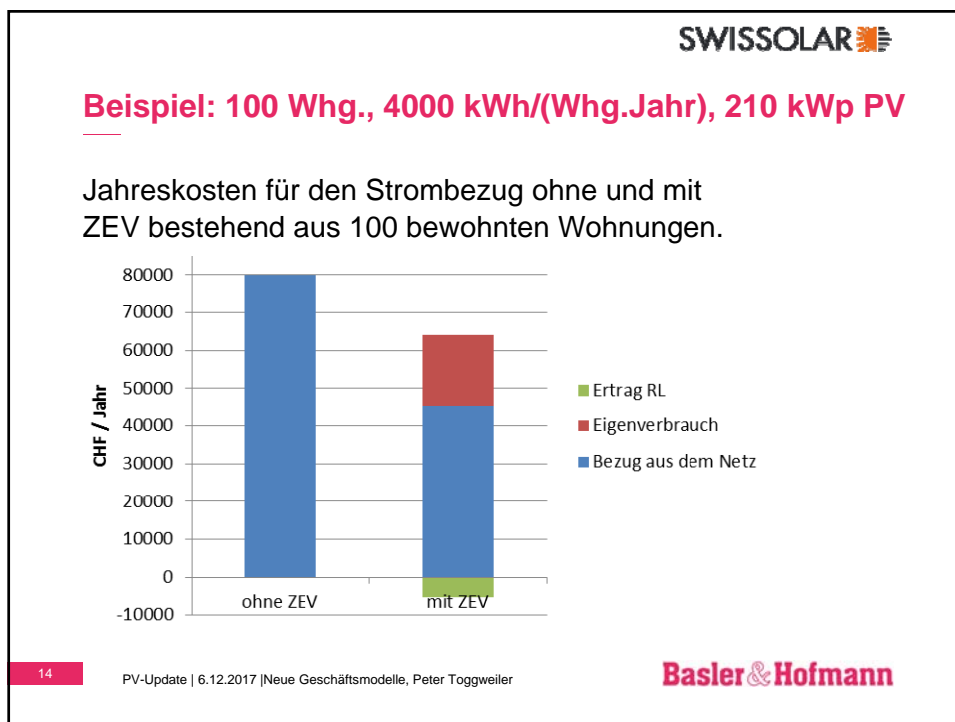 SWISSOLAR
Beispiel: 100 Whg., 4000 kWh/(Whg.Jahr), 210 kWp PV
Jahreskosten für den Strombezug ohne und mit
ZEV bestehend aus 100 bewohnten Wohnungen.
80000
70000
60000
50000
40000
30000
20000
10000
0
-10000
CHF / Jahr
ohne ZEV
mit ZEV
Ertrag RL
Eigenverbrauch
Bezug aus dem Netz
14
PV-Update | 6.12.2017 |Neue Geschäftsmodelle, Peter Toggweiler
Basler & Hofmann